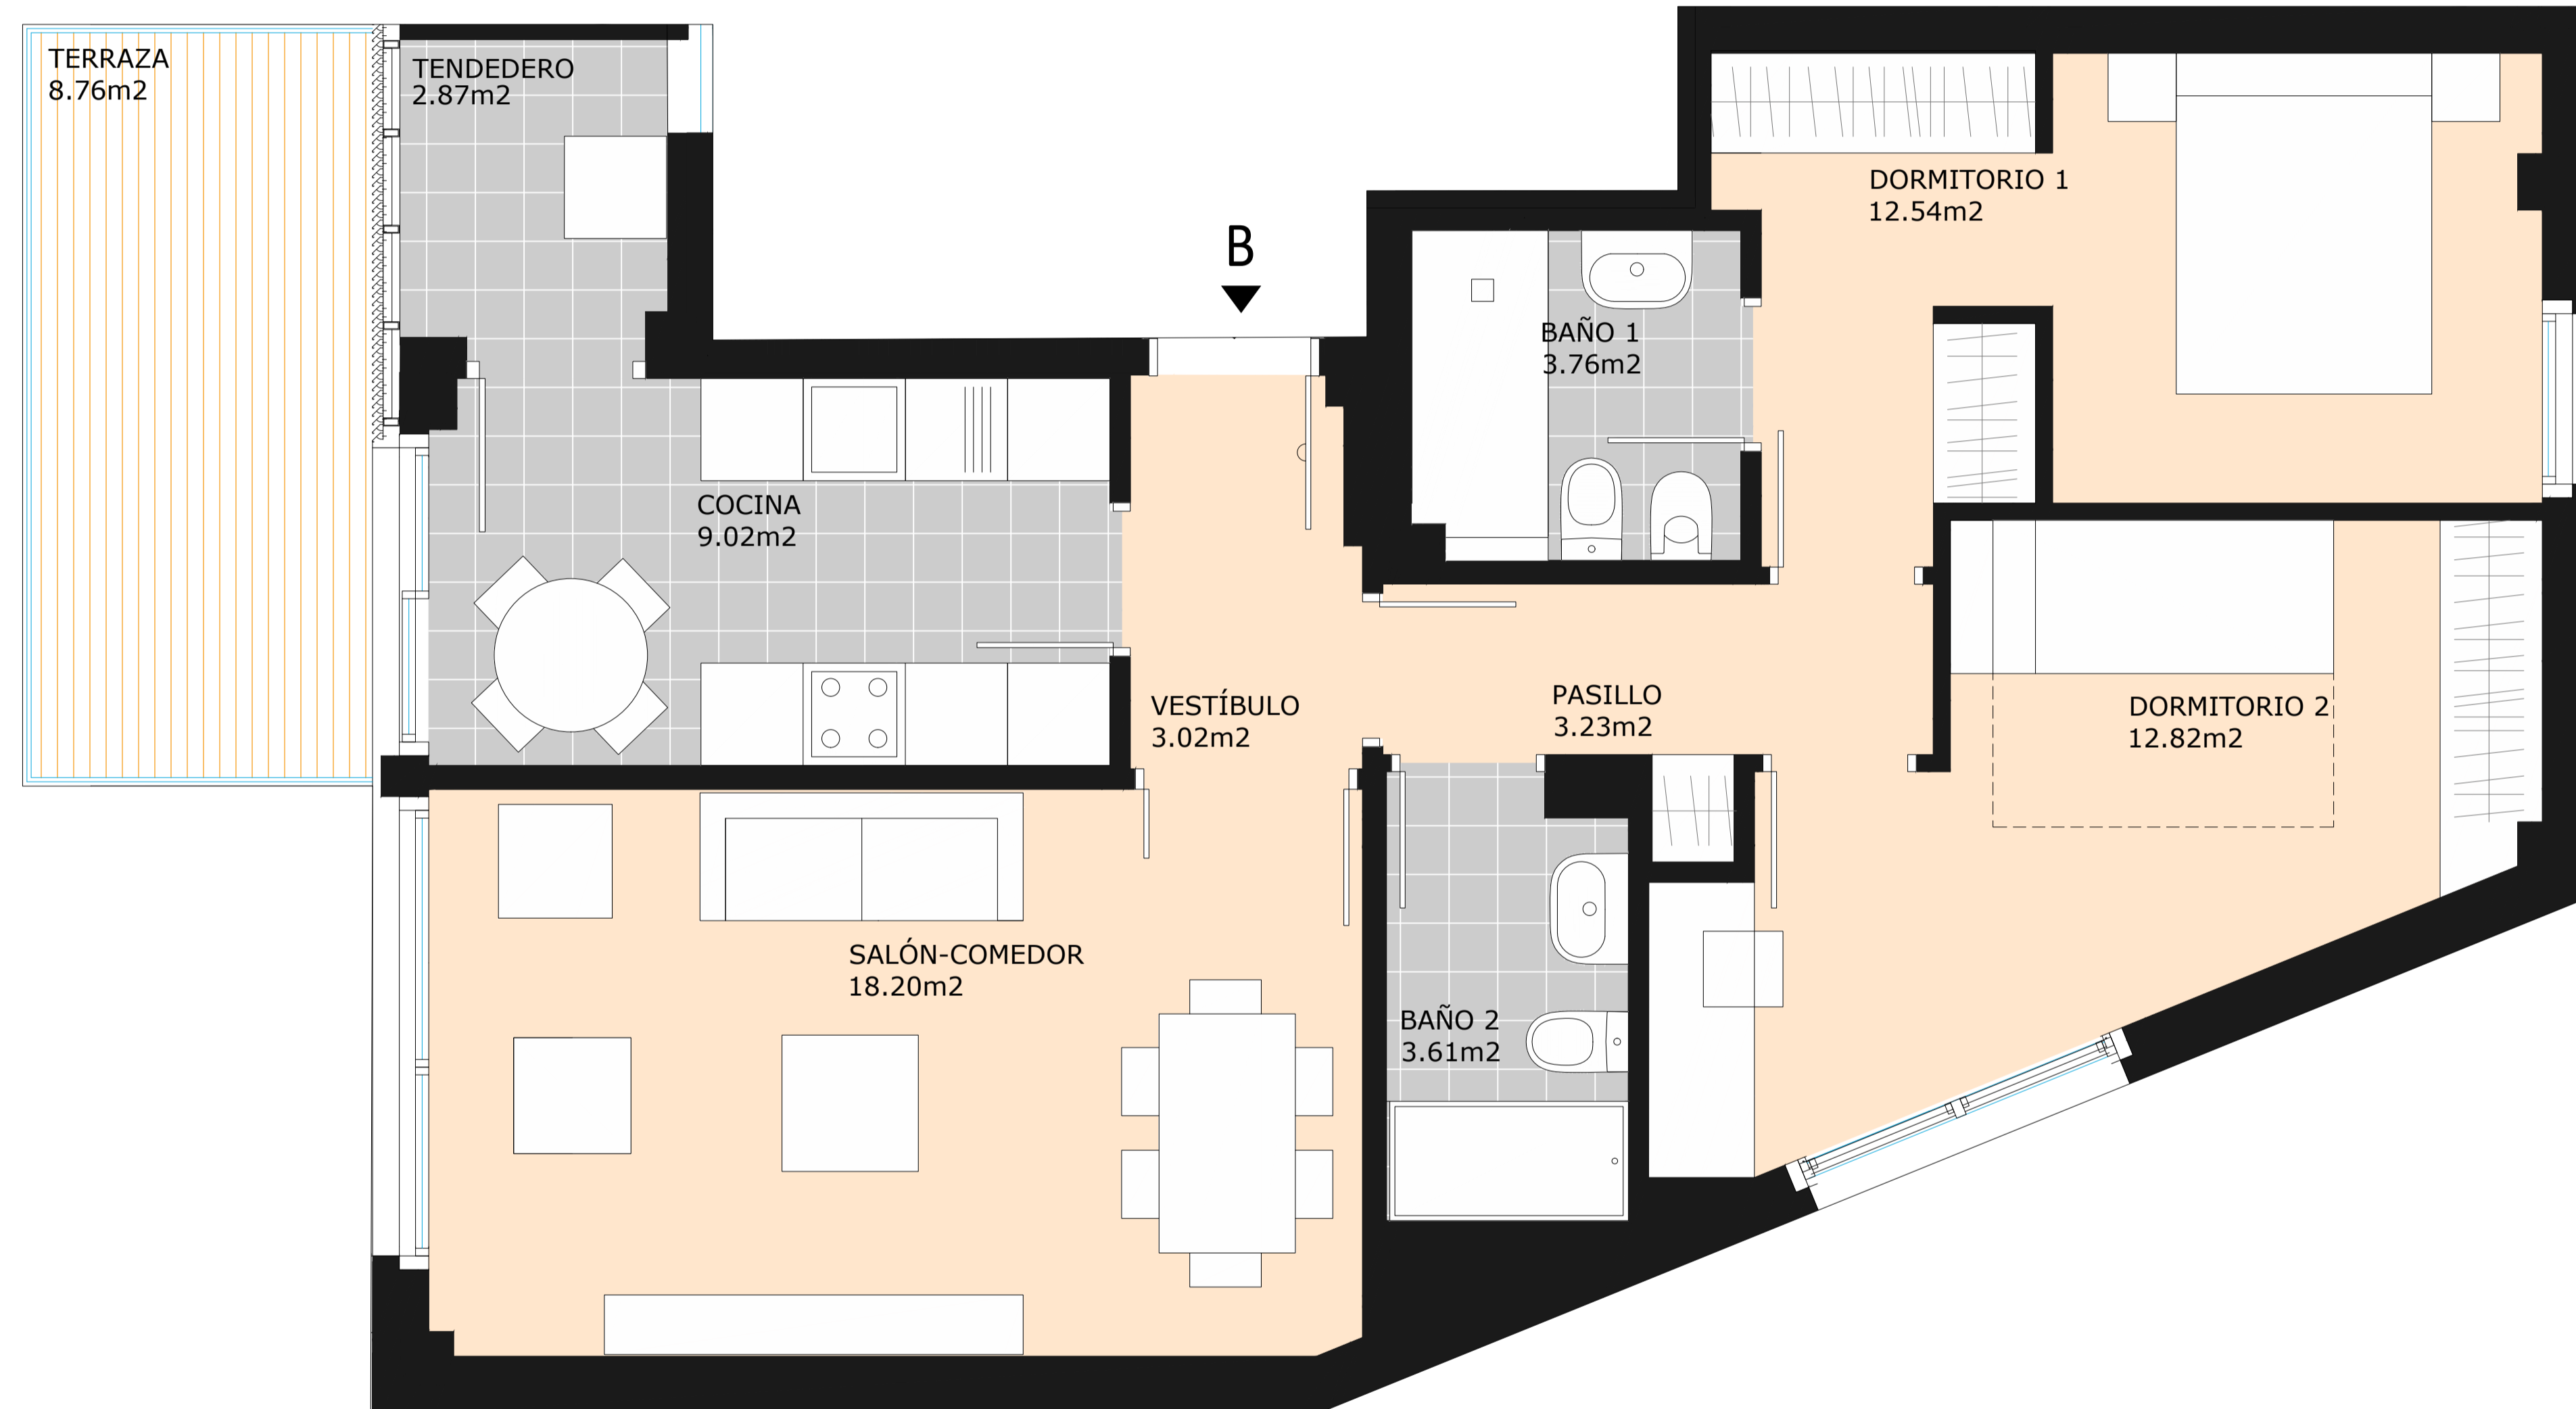 TERRAZA
8.76m2
TENDEDERO
2.87m2
B
DORMITORIO 1
12.54m2
BAÑO 1
3.76m2
COCINA
9.02m2
VESTÍBULO
3.02m2
PASILLO
3.23m2
DORMITORIO 2
12.82m2
SALÓN-COMEDOR
18.20m2
BAÑO 2
3.61m2